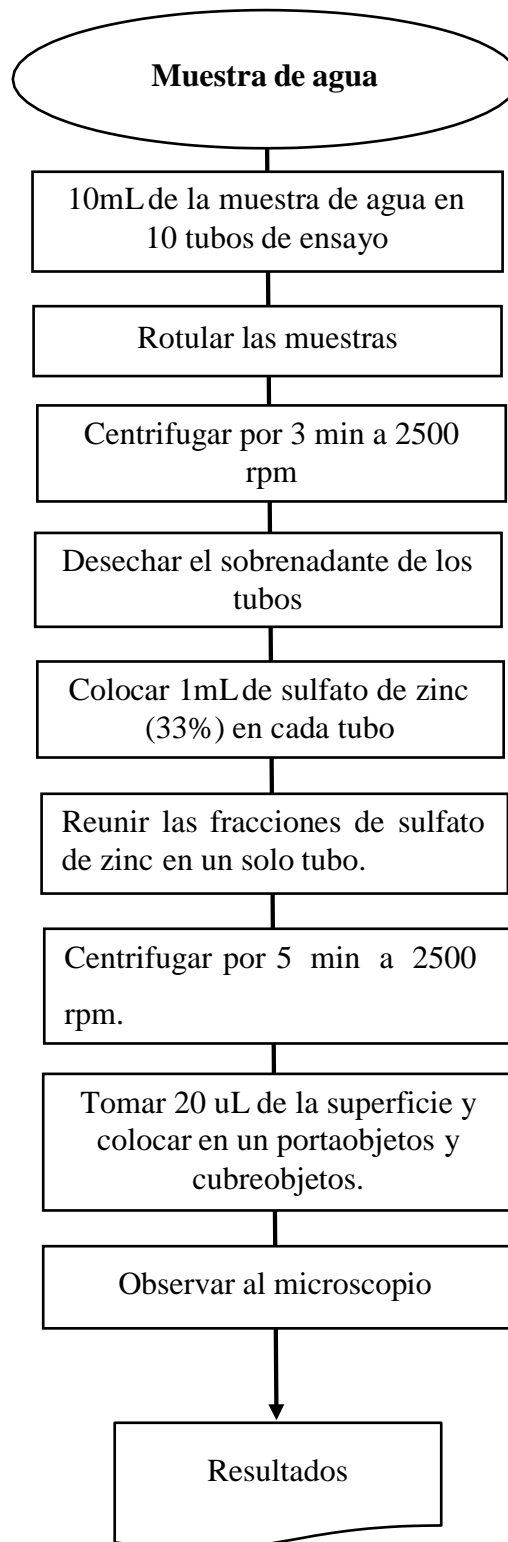 Muestra de agua
10mL de la muestra de agua en
10 tubos de ensayo
Rotular las muestras
Centrifugar por 3 min a 2500
rpm
Desechar el sobrenadante de los
tubos
Colocar 1mL de sulfato de zinc
(33%) en cada tubo
Reunir las fracciones de sulfato
de zinc en un solo tubo.
Centrifugar por 5 min a 2500
rpm.
Tomar 20 uL de la superficie y
colocar en un portaobjetos y
cubreobjetos.
Observar al microscopio
Resultados